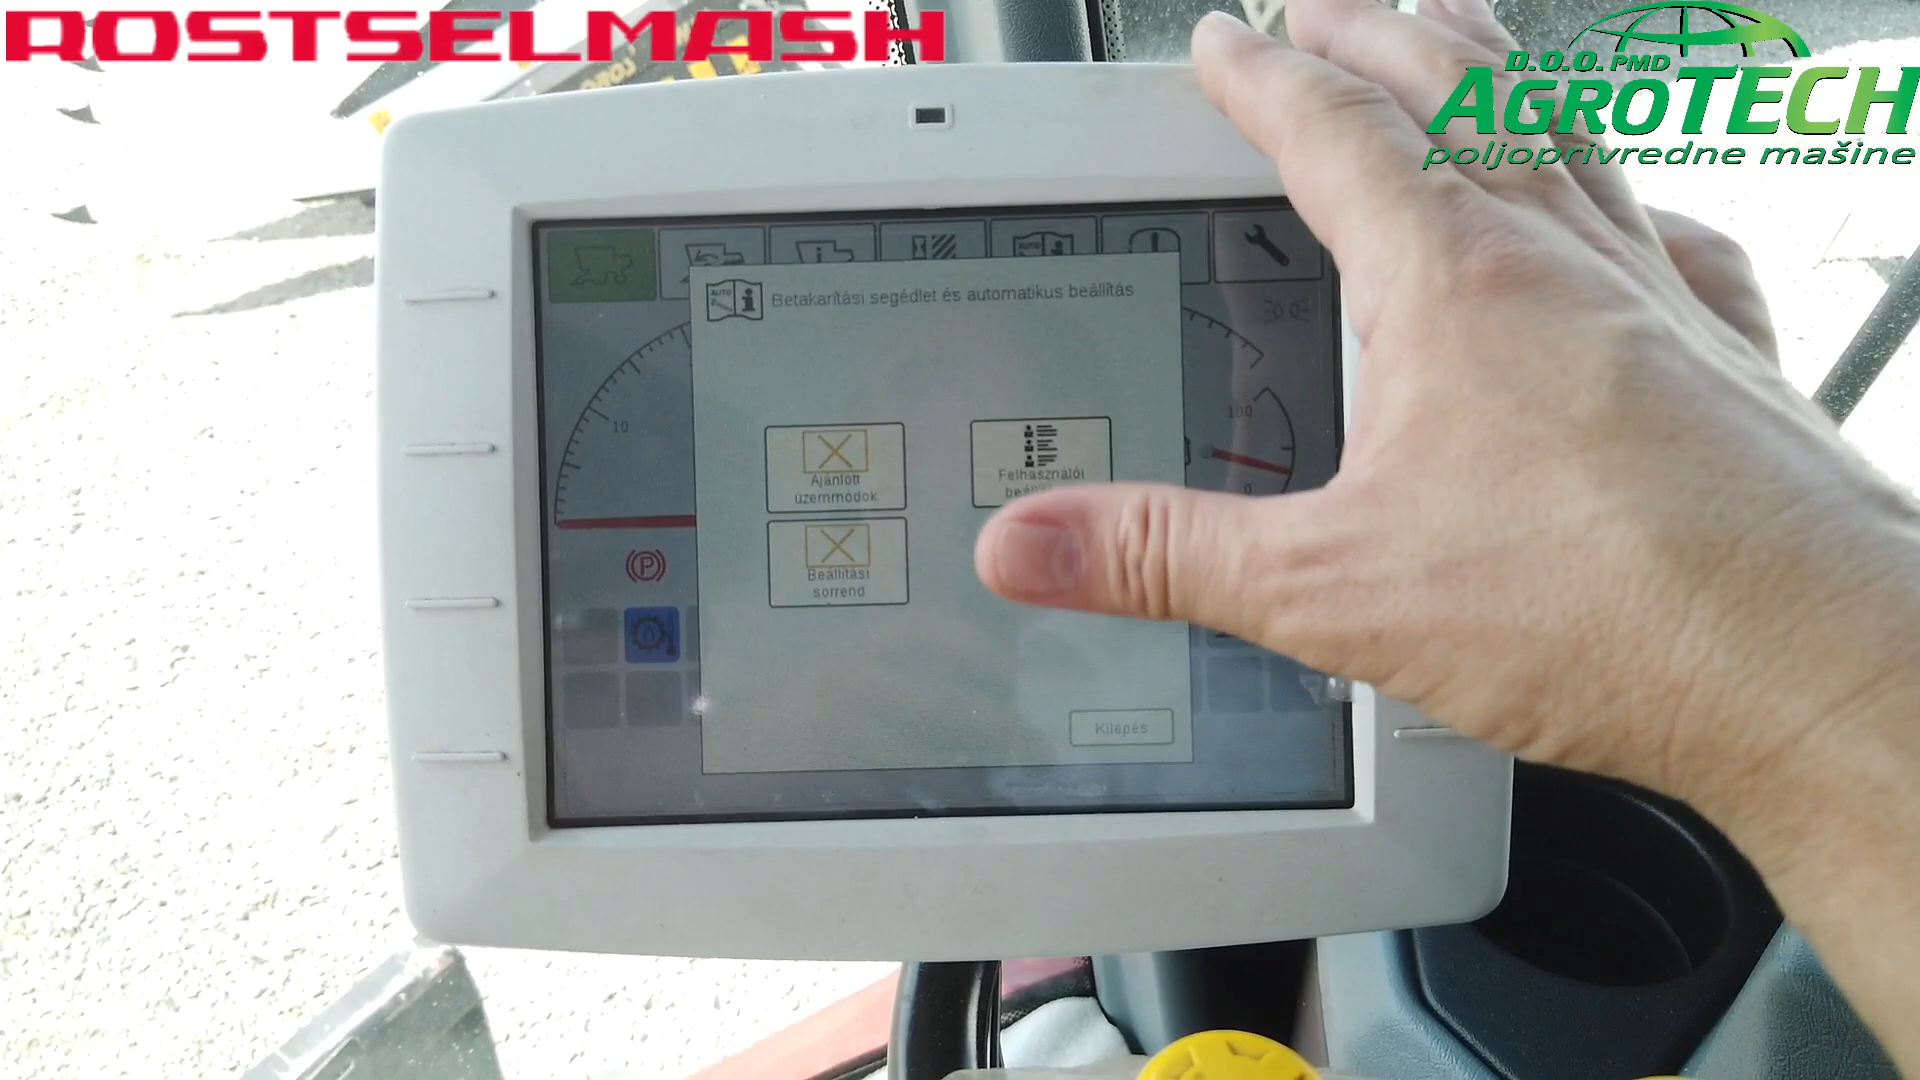 ROSTSELMASH
D.O.O. PMD
AGROTECH
poljoprivredne mašine
AUTO
Betakarítási segédlet és automatikus beállítás
10
100
0
Ajánlott
üzemmódok
Felhasználói
Beállítási
sorrend
P
Kilépés